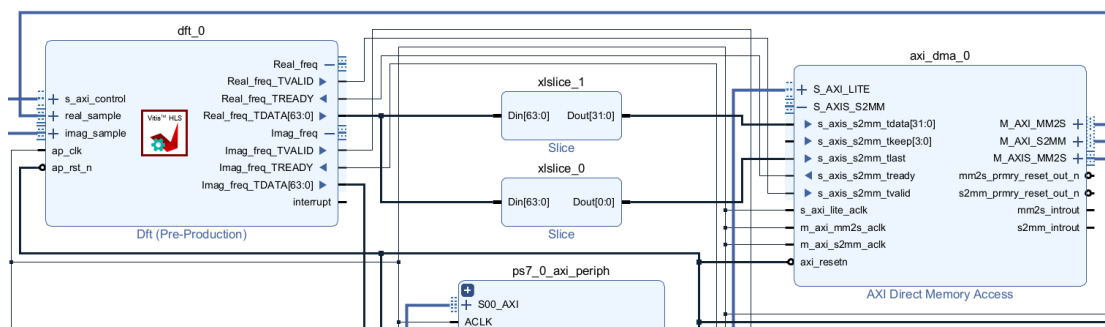 dft_0
Real_freq
Real_freq_TVALID
Real_freq_TREADY
Real_freq_TDATA[63:0]
Imag_freq
Imag_freq_TVALID
Imag_freq_TREADY
Imag_freq_TDATA[63:0]
interrupt
s_axi_control
real_sample
imag_sample
ap_clk
ap_rst_n
Vitis™ HLS
Dft (Pre-Production)
xlslice_1
Din[63:0] Dout[31:0]
Slice
xlslice_0
Din[63:0] Dout[0:0]
Slice
ps7_0_axi_periph
S00_AXI
ACLK
axi_dma_0
S_AXI_LITE
S_AXIS_S2MM
s_axis_s2mm_tdata[31:0]
s_axis_s2mm_tkeep[3:0]
s_axis_s2mm_tlast
s_axis_s2mm_tready
s_axis_s2mm_tvalid
s_axi_lite_aclk
m_axi_mm2s_aclk
m_axi_s2mm_aclk
axi_resetn
M_AXI_MM2S
M_AXI_S2MM
M_AXIS_MM2S
mm2s_prmry_reset_out_n
s2mm_prmry_reset_out_n
mm2s_introut
s2mm_introut
AXI Direct Memory Access